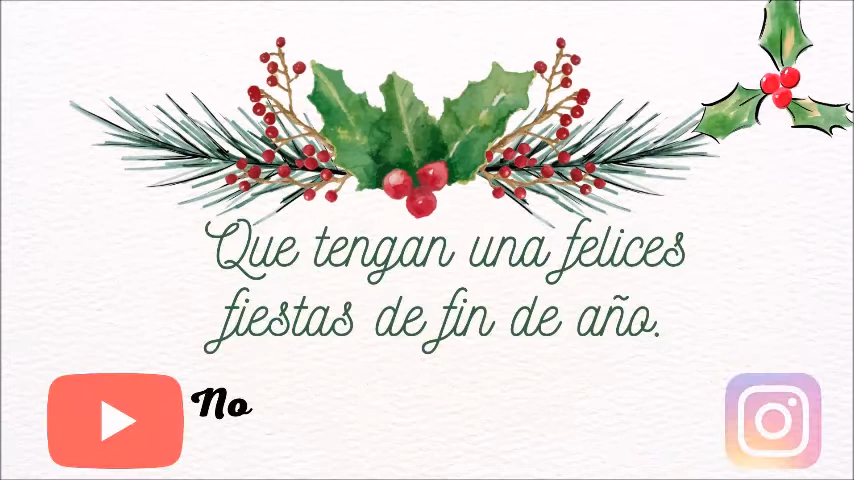 Que tengan una felices
fiestas de fin de año.
No